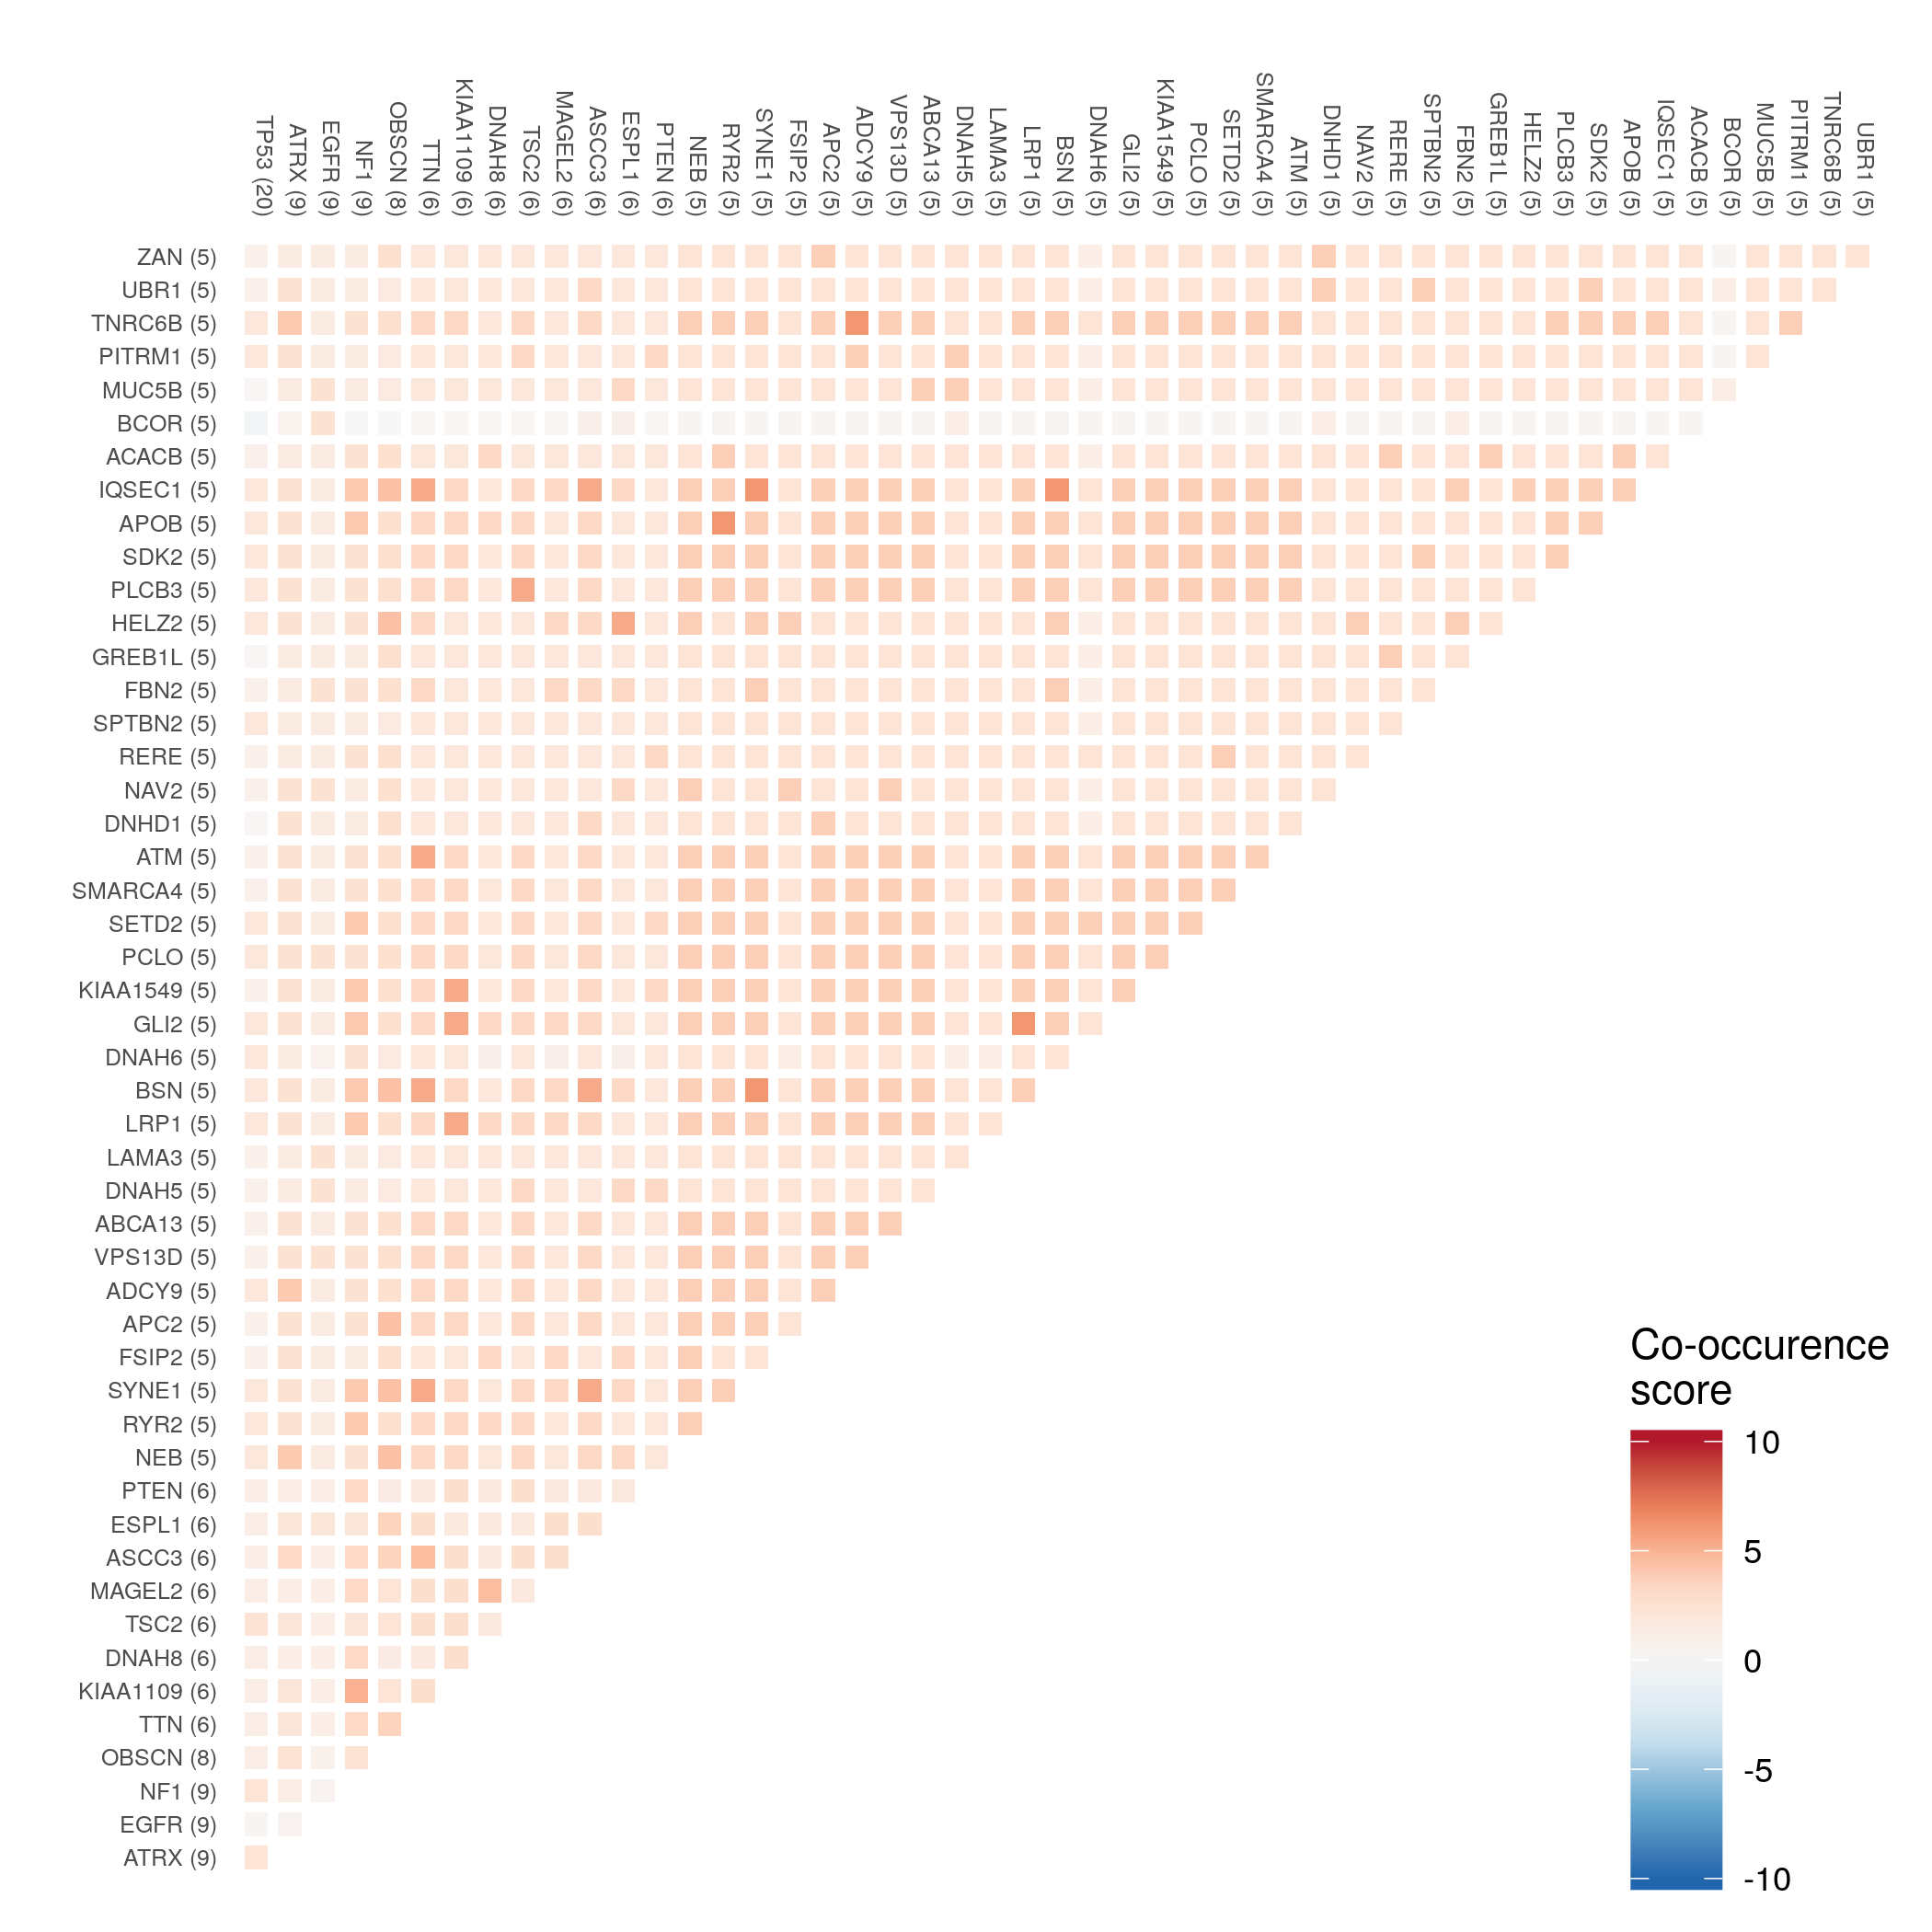 TP53 (20)
ATRX (9)
EGFR (9)
NF1 (9)
OBSCN (8)
TTN (6)
KIAA1109 (6)
DNAH8 (6)
TSC2 (6)
MAGEL2 (6)
ASCC3 (6)
ESPL1 (6)
PTEN (6)
NEB (5)
RYR2 (5)
SYNE1 (5)
FSIP2 (5)
APC2 (5)
ADCY9 (5)
VPS13D (5)
ABCA13 (5)
DNAH5 (5)
LAMA3 (5)
LRP1 (5)
BSN (5)
DNAH6 (5)
GLI2 (5)
KIAA1549 (5)
PCLO (5)
SETD2 (5)
SMARCA4 (5)
ATM (5)
DNHD1 (5)
NAV2 (5)
RERE (5)
SPTBN2 (5)
FBN2 (5)
GREB1L (5)
HELZ2 (5)
PLCB3 (5)
SDK2 (5)
APOB (5)
IQSEC1 (5)
ACACB (5)
BCOR (5)
MUC5B (5)
PITRM1 (5)
TNRC6B (5)
UBR1 (5)
ZAN (5)
UBR1 (5)
TNRC6B (5)
PITRM1 (5)
MUC5B (5)
BCOR (5)
ACACB (5)
IQSEC1 (5)
APOB (5)
SDK2 (5)
PLCB3 (5)
HELZ2 (5)
GREB1L (5)
FBN2 (5)
SPTBN2 (5)
RERE (5)
NAV2 (5)
DNHD1 (5)
ATM (5)
SMARCA4 (5)
SETD2 (5)
PCLO (5)
KIAA1549 (5)
GLI2 (5)
DNAH6 (5)
BSN (5)
LRP1 (5)
LAMA3 (5)
DNAH5 (5)
ABCA13 (5)
VPS13D (5)
ADCY9 (5)
APC2 (5)
FSIP2 (5)
SYNE1 (5)
RYR2 (5)
NEB (5)
PTEN (6)
ESPL1 (6)
ASCC3 (6)
MAGEL2 (6)
TSC2 (6)
DNAH8 (6)
KIAA1109 (6)
TTN (6)
OBSCN (8)
NF1 (9)
EGFR (9)
ATRX (9)
Co-occurence
score
10
5
0
-5
-10